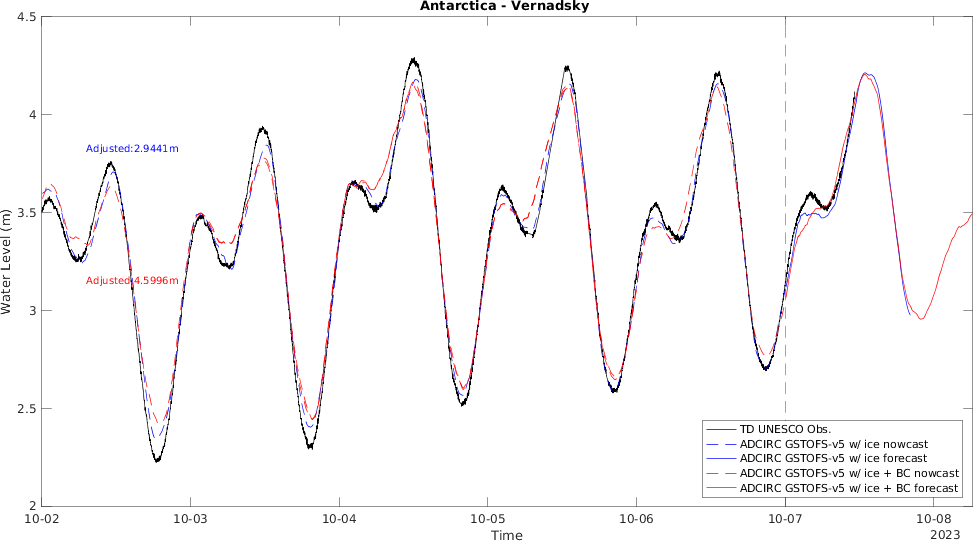 Antarctica - Vernadsky
4.5
4
3.5
3
2.5
2
Water Level (m)
Adjusted:2.9441m
Adjusted:4.5996m
TD UNESCO Obs.
ADCIRC GSTOFS-v5 w/ ice nowcast
ADCIRC GSTOFS-v5 w/ ice forecast
ADCIRC GSTOFS-v5 w/ ice + BC nowcast
ADCIRC GSTOFS-v5 w/ ice + BC forecast
10-02 10-03 10-04 10-05 10-06 10-07 10-08
Time
2023